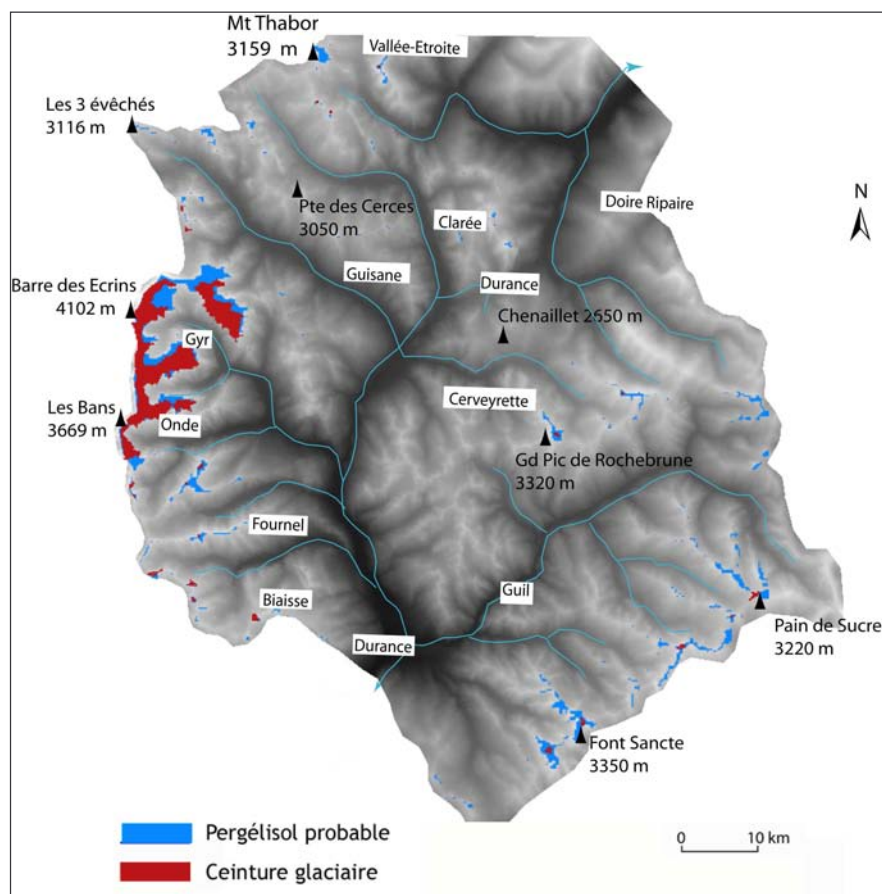 Mt Thabor
3159 m
Vallée-Etroite
Les 3 évêchés
3116 m
N
Pte des Cerces
3050 m
Doire Ripaire
Clarée
Guisane
Barre des Ecrins
4102 m
Durance
Chenaillet 2650 m
Gyr
Cerveyrette
Les Bans
3669 m
Onde
Gd Pic de Rochebrune
3320 m
Fournel
Guil
Biaisse
Pain de Sucre
3220 m
Durance
Font Sancte
3350 m
Pergélisol probable
Ceinture glaciaire
0 10 km